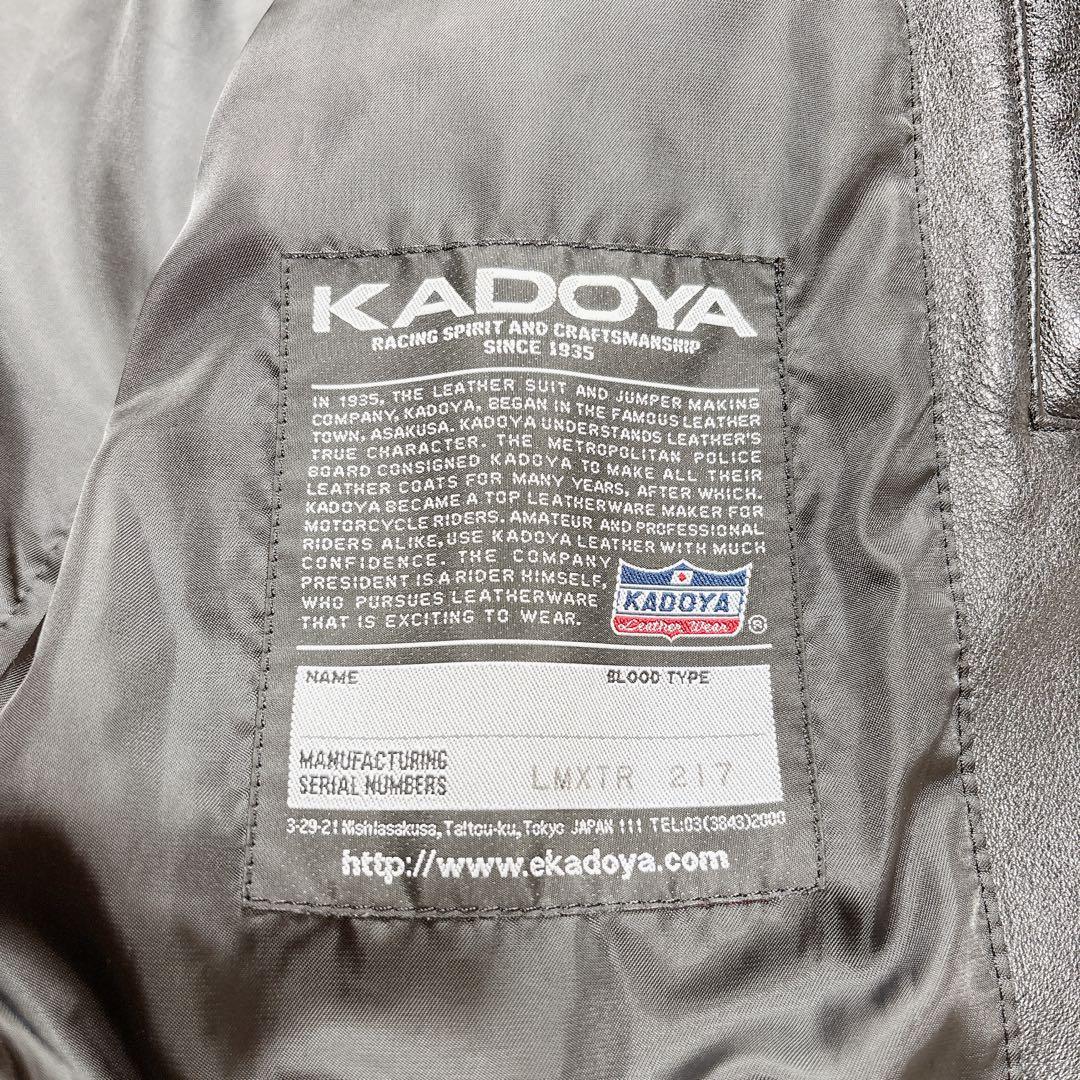 KADOYA
RACING SPIRIT AND CRAFTSMANSHIP
SINCE 1935
IN 1935, THE LEATHER SUIT AND JUMPER MAKING
COMPANY, KADOYA, BEGAN IN THE FAMOUS LEATHER
TOWN, ASAKUSA. KADOYA UNDERSTANDS LEATHER'S
TRUE CHARACTER. THE METROPOLITAN POLICE
BOARD CONSIGNED KADOYA TO MAKE ALL THEIR
LEATHER COATS FOR MANY YEARS, AFTER WHICH.
KADOYA BECAME A TOP LEATHERWARE MAKER FOR
MOTORCYCLE RIDERS. AMATEUR AND PROFESSIONAL
RIDERS ALIKE, USE KADOYA LEATHER WITH MUCH
CONFIDENCE. THE COMPANY
PRESIDENT IS A RIDER HIMSELF,
WHO PURSUES LEATHERWARE
THAT IS EXCITING TO WEAR.
KADOYA
Leather Wear ®
NAME BLOOD TYPE
MANUFACTURING
SERIAL NUMBERS LMXTR 217
3-29-21 Nishiasakusa, Taitou-ku, Tokyo JAPAN 111 TEL:03(3843)2000
http://www.ekadoya.com